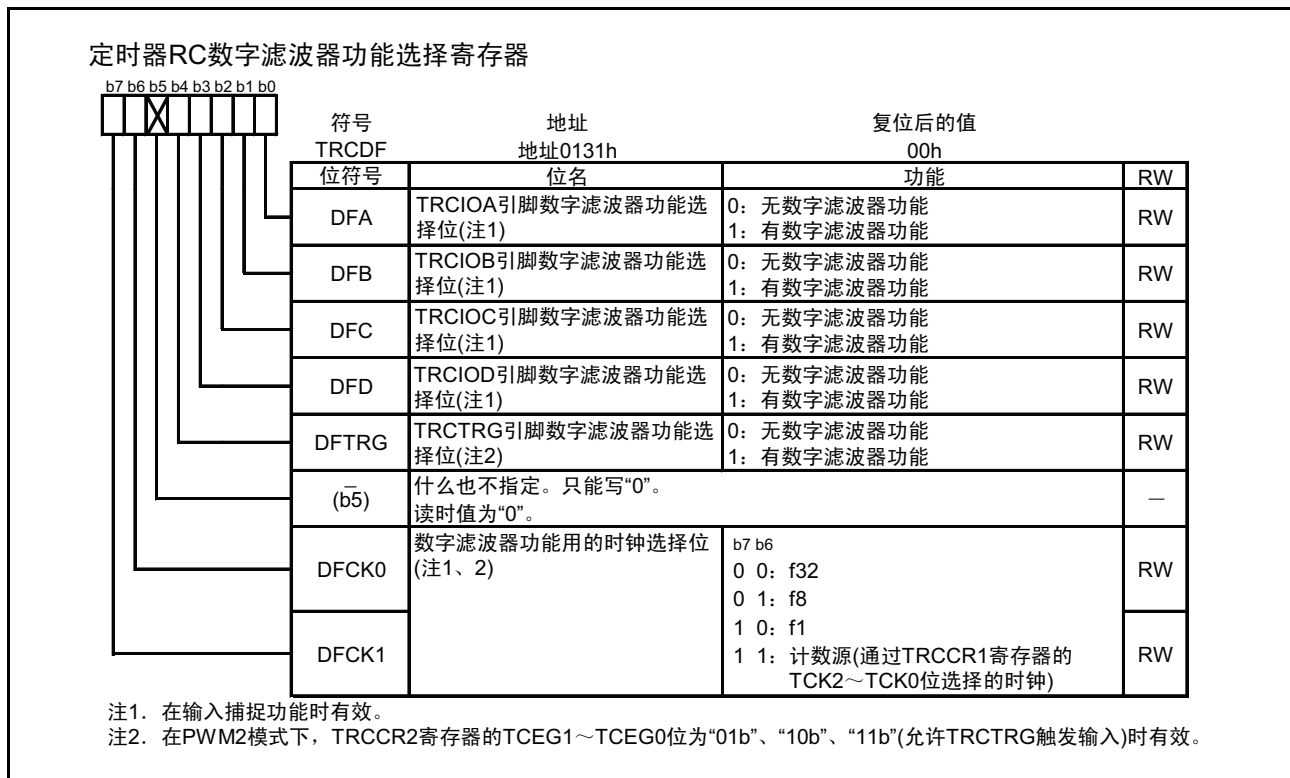 定时器RC数字滤波器功能选择寄存器
b7 b6 b5 b4 b3 b2 b1 b0
符号 地址 复位后的值
TRCDF 地址0131h 00h
位符号 位名 功能 RW
DFA TRCIOA引脚数字滤波器功能选 0：无数字滤波器功能 RW
择位(注1) 1：有数字滤波器功能
DFB TRCIOB引脚数字滤波器功能选 0：无数字滤波器功能 RW
择位(注1) 1：有数字滤波器功能
DFC TRCIOC引脚数字滤波器功能选 0：无数字滤波器功能 RW
择位(注1) 1：有数字滤波器功能
DFD TRCIOD引脚数字滤波器功能选 0：无数字滤波器功能 RW
择位(注1) 1：有数字滤波器功能
DFTRG TRCTRG引脚数字滤波器功能选 0：无数字滤波器功能 RW
择位(注2) 1：有数字滤波器功能
— 什么也不指定。只能写“0”。 —
(b5) 读时值为“0”。
数字滤波器功能用的时钟选择位 b7 b6
DFCK0 (注1、2) 0 0：f32 RW
0 1：f8
1 0：f1
DFCK1 1 1：计数源(通过TRCCR1寄存器的 RW
TCK2～TCK0位选择的时钟)
注1. 在输入捕捉功能时有效。
注2. 在PWM2模式下，TRCCR2寄存器的TCEG1～TCEG0位为“01b”、“10b”、“11b”(允许TRCTRG触发输入)时有效。